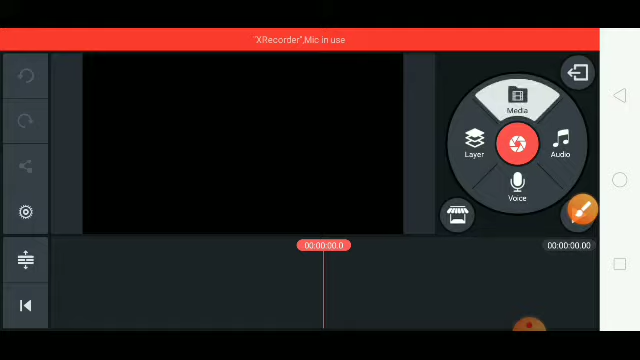 "XRecorder",Mic in use
Media
Layer
Audio
Voice
00:00:00.0
00:00:00.00